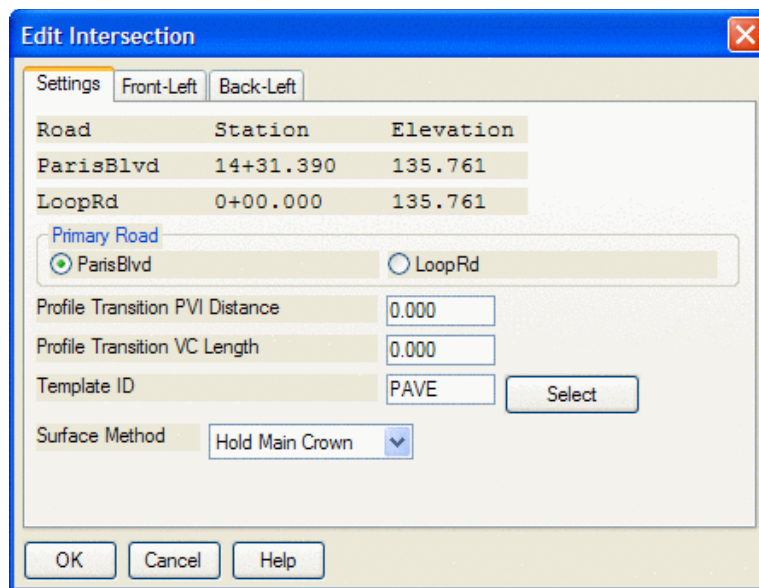 Edit Intersection
Settings Front-Left Back-Left
Road Station Elevation
ParisBlvd 14+31.390 135.761
LoopRd 0+00.000 135.761
Primary Road
ParisBlvd LoopRd
Profile Transition PVI Distance 0.000
Profile Transition VC Length 0.000
Template ID PAVE Select
Surface Method Hold Main Crown
OK Cancel Help